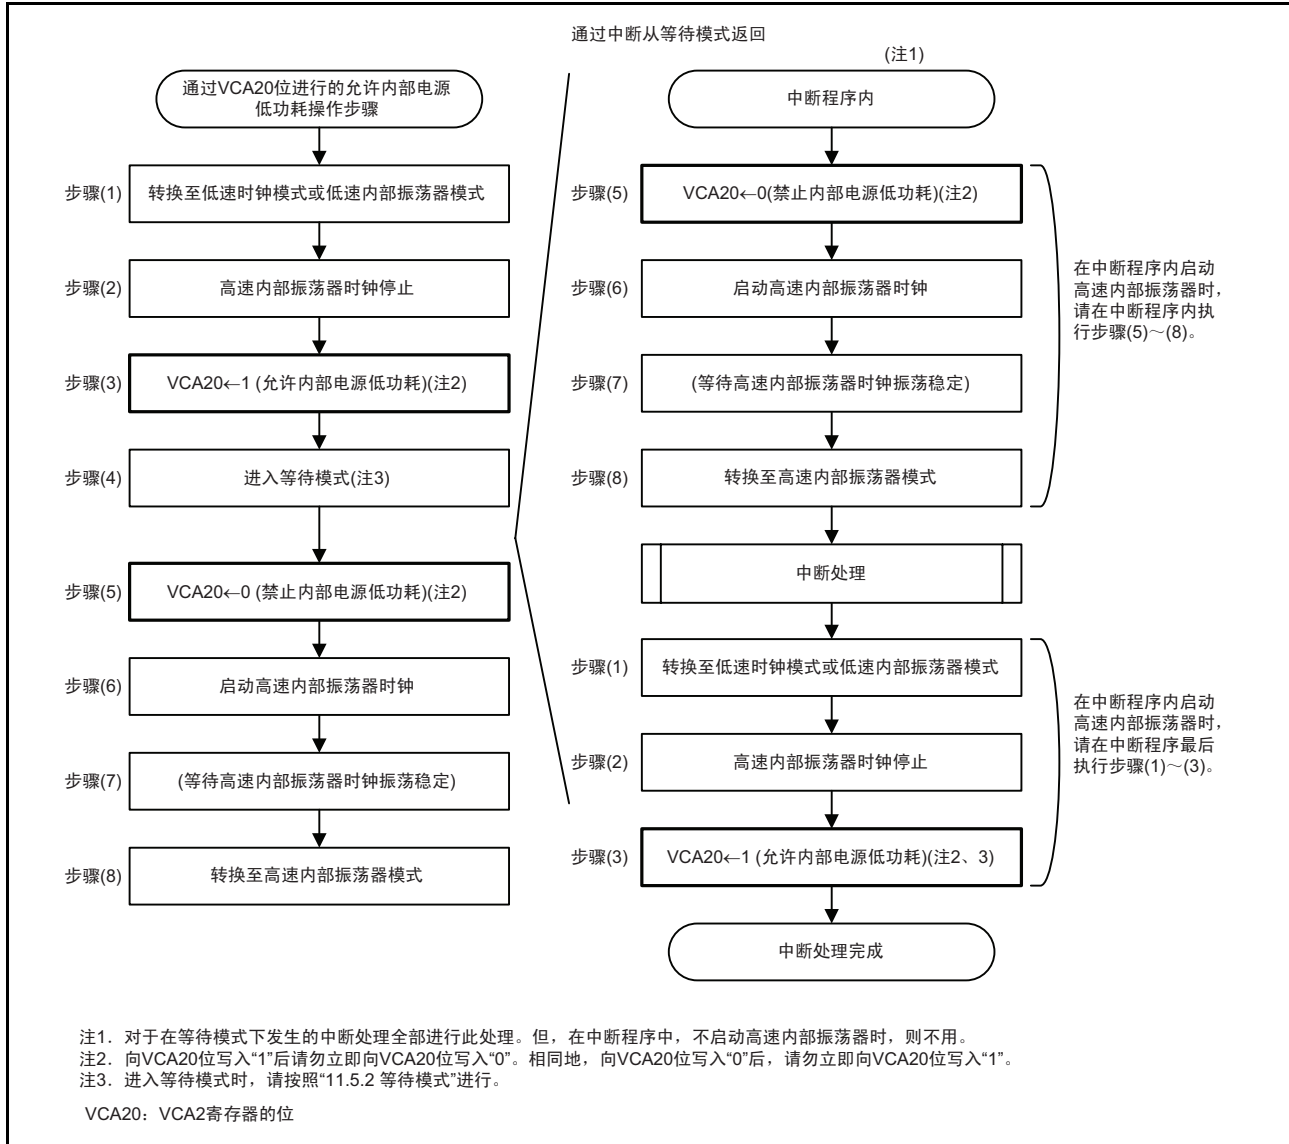 通过中断从等待模式返回
(注1)
通过VCA20位进行的允许内部电源
低功耗操作步骤
步骤(1)
转换至低速时钟模式或低速内部振荡器模式
步骤(2)
高速内部振荡器时钟停止
步骤(3)
VCA20←1 (允许内部电源低功耗)(注2)
步骤(4)
进入等待模式(注3)
步骤(5)
VCA20←0 (禁止内部电源低功耗)(注2)
步骤(6)
启动高速内部振荡器时钟
步骤(7)
(等待高速内部振荡器时钟振荡稳定)
步骤(8)
转换至高速内部振荡器模式
中断程序内
步骤(5)
VCA20←0(禁止内部电源低功耗)(注2)
步骤(6)
启动高速内部振荡器时钟
步骤(7)
(等待高速内部振荡器时钟振荡稳定)
步骤(8)
转换至高速内部振荡器模式
在中断程序内启动
高速内部振荡器时，
请在中断程序内执
行步骤(5)～(8)。
中断处理
步骤(1)
转换至低速时钟模式或低速内部振荡器模式
步骤(2)
高速内部振荡器时钟停止
步骤(3)
VCA20←1 (允许内部电源低功耗)(注2、3)
在中断程序内启动
高速内部振荡器时，
请在中断程序最后
执行步骤(1)～(3)。
中断处理完成
注1．对于在等待模式下发生的中断处理全部进行此处理。但，在中断程序中，不启动高速内部振荡器时，则不用。
注2．向VCA20位写入“1”后请勿立即向VCA20位写入“0”。相同地，向VCA20位写入“0”后，请勿立即向VCA20位写入“1”。
注3．进入等待模式时，请按照“11.5.2 等待模式”进行。
VCA20：VCA2寄存器的位